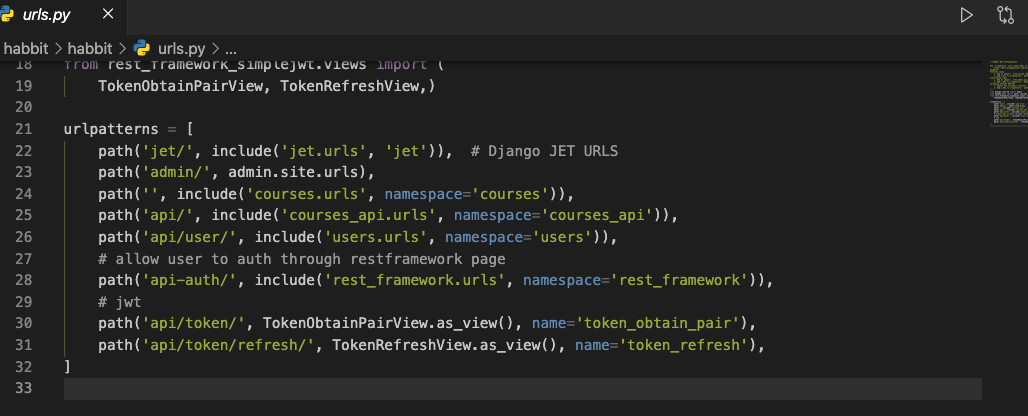 urls.py
habbit > habbit > urls.py > ...
18 from rest_framework_simplejwt.views import (
19 TokenObtainPairView, TokenRefreshView,)
20
21 urlpatterns = [
22 path('jet/', include('jet.urls', 'jet')),  # Django JET URLS
23 path('admin/', admin.site.urls),
24 path('', include('courses.urls', namespace='courses')),
25 path('api/', include('courses_api.urls', namespace='courses_api')),
26 path('api/user/', include('users.urls', namespace='users')),
27 # allow user to auth through restframework page
28 path('api-auth/', include('rest_framework.urls', namespace='rest_framework')),
29 # jwt
30 path('api/token/', TokenObtainPairView.as_view(), name='token_obtain_pair'),
31 path('api/token/refresh/', TokenRefreshView.as_view(), name='token_refresh'),
32 ]
33